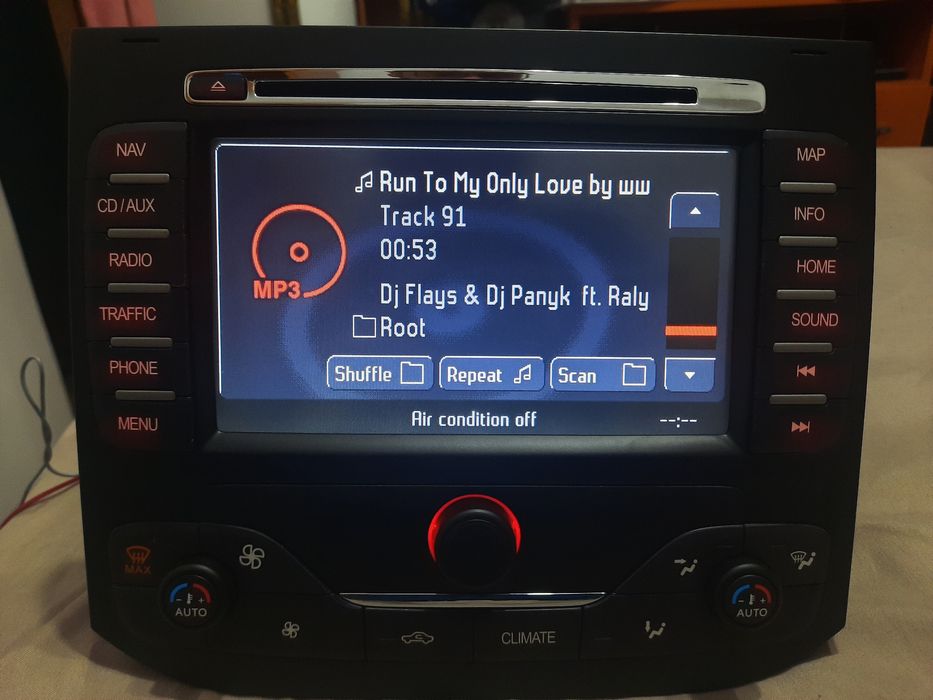 NAV
CD / AUX
RADIO
TRAFFIC
PHONE
MENU
Run To My Only Love by ww
Track 91
00:53
MP3
Dj Flays & Dj Panyk ft. Raly
Root
Shuffle
Repeat
Scan
Air condition off
--:--
MAP
INFO
HOME
SOUND
MAX
- +
AUTO
CLIMATE
- +
AUTO